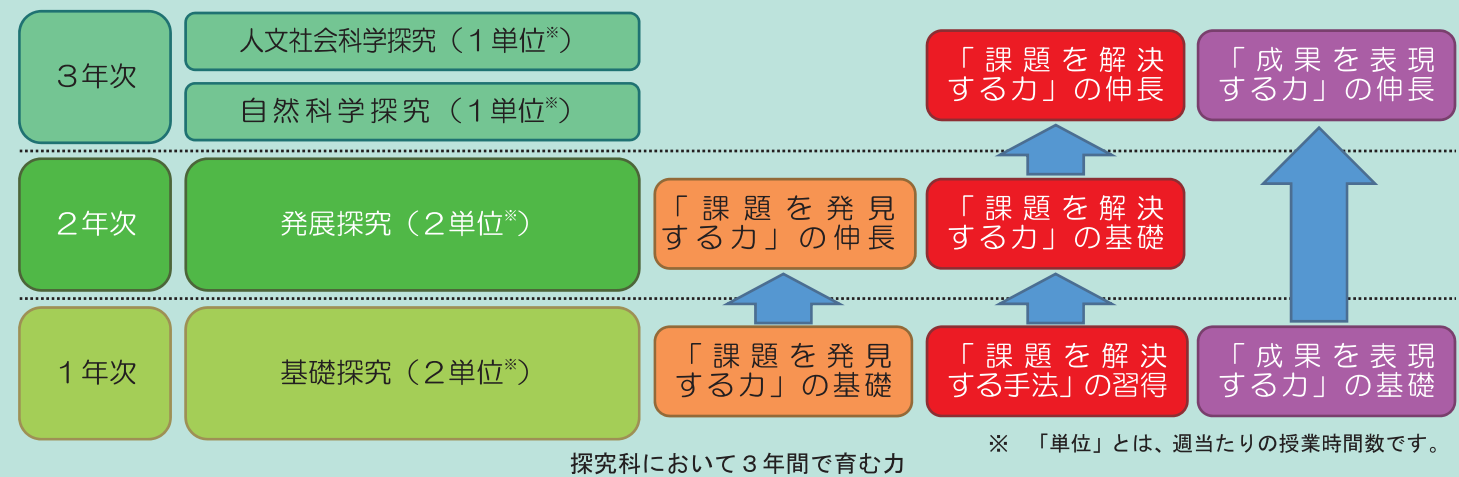 3年次
人文社会科学探究(1単位※)
自然科学探究(1単位※)
「課題を解決
する力」の伸長
「成果を表現
する力」の伸長
2年次
発展探究(2単位※)
「課題を発見
する力」の伸長
「課題を解決
する力」の基礎
1年次
基礎探究(2単位※)
「課題を発見
する力」の基礎
「課題を解決
する手法」の習得
「成果を表現
する力」の基礎
※ 「単位」とは、週当たりの授業時間数です。
探究科において3年間で育む力